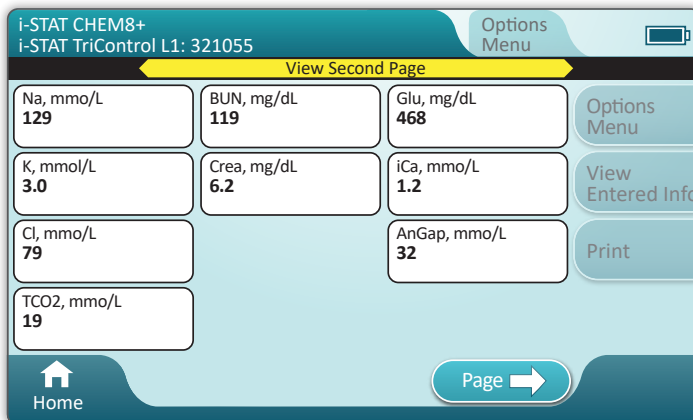 i-STAT CHEM8+
i-STAT TriControl L1: 321055
Options
Menu
View Second Page
Na, mmo/L
129
BUN, mg/dL
119
Glu, mg/dL
468
Options
Menu
K, mmol/L
3.0
Crea, mg/dL
6.2
iCa, mmo/L
1.2
View
Entered Info
Cl, mmo/L
79
AnGap, mmo/L
32
Print
TCO2, mmo/L
19
Home
Page